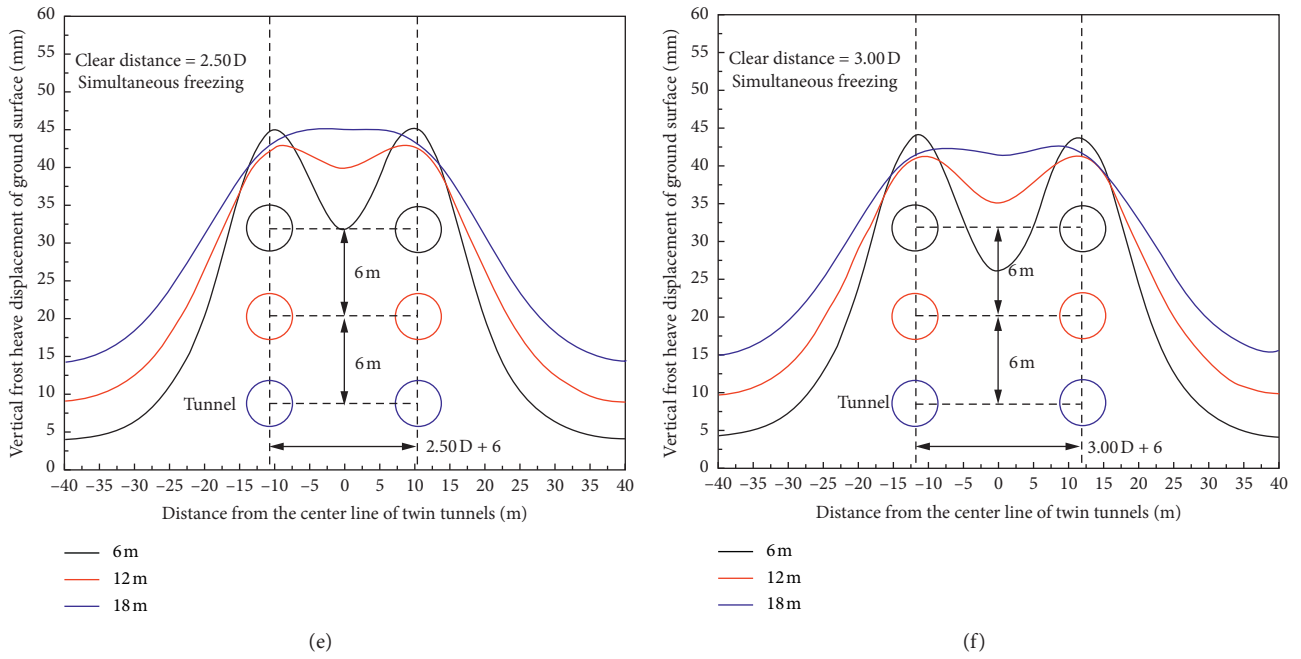 Vertical frost heave displacement of ground surface (mm)
60
55
50
45
40
35
30
25
20
15
10
5
0
Clear distance = 2.50 D
Simultaneous freezing
6 m
6 m
Tunnel
2.50 D + 6
–40 –35 –30 –25 –20 –15 –10 –5 0 5 10 15 20 25 30 35 40
Distance from the center line of twin tunnels (m)
6 m
12 m
18 m
(e)
Vertical frost heave displacement of ground surface (mm)
60
55
50
45
40
35
30
25
20
15
10
5
0
Clear distance = 3.00 D
Simultaneous freezing
6 m
6 m
Tunnel
3.00 D + 6
–40 –35 –30 –25 –20 –15 –10 –5 0 5 10 15 20 25 30 35 40
Distance from the center line of twin tunnels (m)
6 m
12 m
18 m
(f)